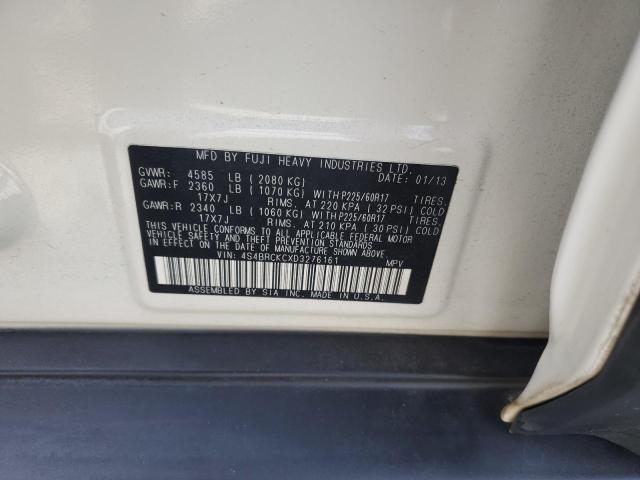 MFD BY FUJI HEAVY INDUSTRIES LTD.
GVWR: 4585 LB ( 2080 KG) DATE: 01/13
GAWR:F 2360 LB ( 1070 KG) WITH P225/60R17 TIRES,
17X7J RIMS, AT 220 KPA ( 32 PSI) COLD
GAWR:R 2340 LB ( 1060 KG) WITH P225/60R17 TIRES,
17X7J RIMS, AT 210 KPA ( 30 PSI) COLD
THIS VEHICLE CONFORMS TO ALL APPLICABLE FEDERAL MOTOR
VEHICLE SAFETY, BUMPER, AND THEFT PREVENTION STANDARDS
IN EFFECT ON THE DATE OF MANUFACTURE SHOWN ABOVE.
VIN: 4S4BRCKCXD3276161 MPV
ASSEMBLED BY SIA INC. MADE IN U.S.A.